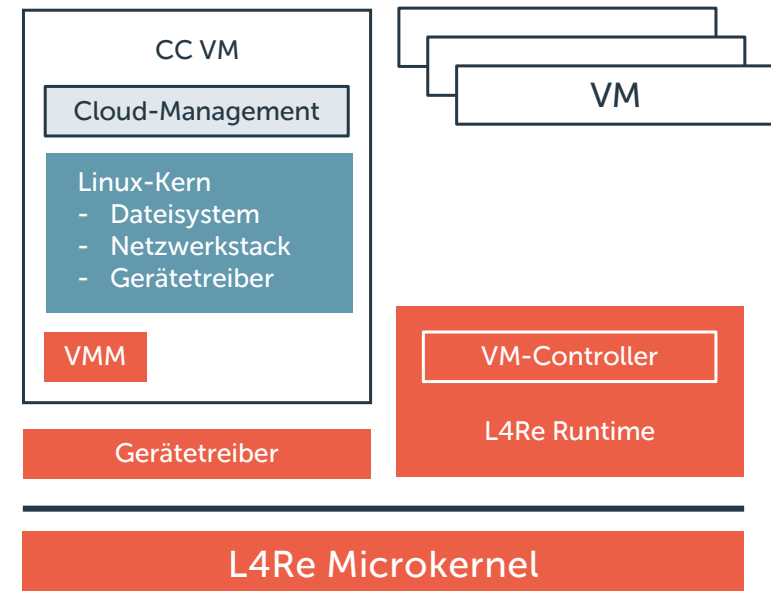 CC VM
Cloud-Management
Linux-Kern
- Dateisystem
- Netzwerkstack
- Gerätetreiber
VMM
Gerätetreiber
VM
VM-Controller
L4Re Runtime
L4Re Microkernel